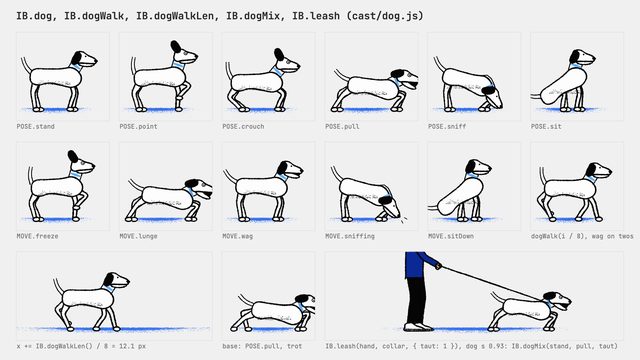 IB.dog, IB.dogWalk, IB.dogWalkLen, IB.dogMix, IB.leash (cast/dog.js)
POSE.stand
POSE.point
POSE.crouch
POSE.pull
POSE.sniff
POSE.sit
MOVE.freeze
MOVE.lunge
MOVE.wag
MOVE.sniffing
MOVE.sitDown
dogWalk(i / 8), wag on twos
x += IB.dogWalkLen() / 8 = 12.1 px
base: POSE.pull, trot
IB.leash(hand, collar, { taut: 1 }), dog s 0.93: IB.dogMix(stand, pull, taut)